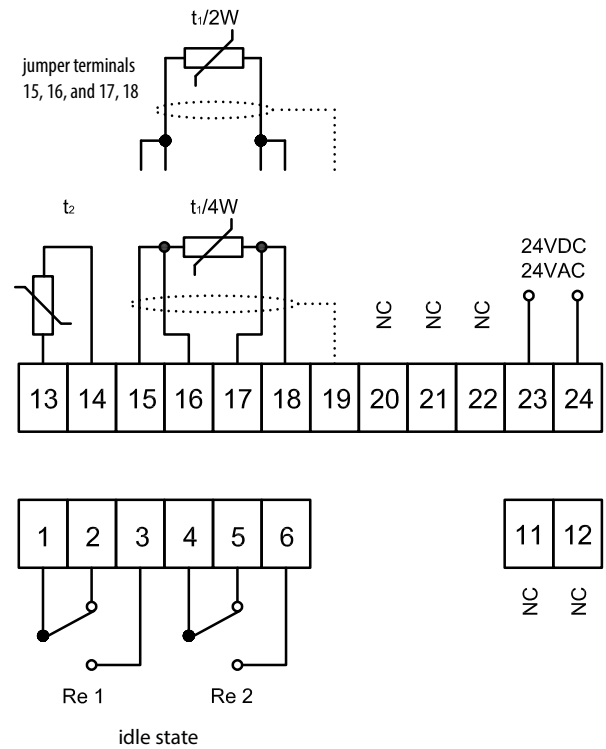 t₁/2W
jumper terminals
15, 16, and 17, 18
t₂
t₁/4W
24VDC
24VAC
NC NC NC
13 14 15 16 17 18 19 20 21 22 23 24
1 2 3 4 5 6 11 12
NC NC
Re 1 Re 2
idle state